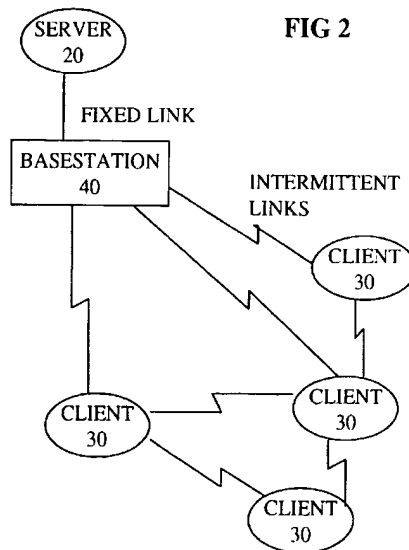 FIG 2
SERVER
20
FIXED LINK
BASESTATION
40
INTERMITTENT
LINKS
CLIENT
30
CLIENT
30
CLIENT
30
CLIENT
30